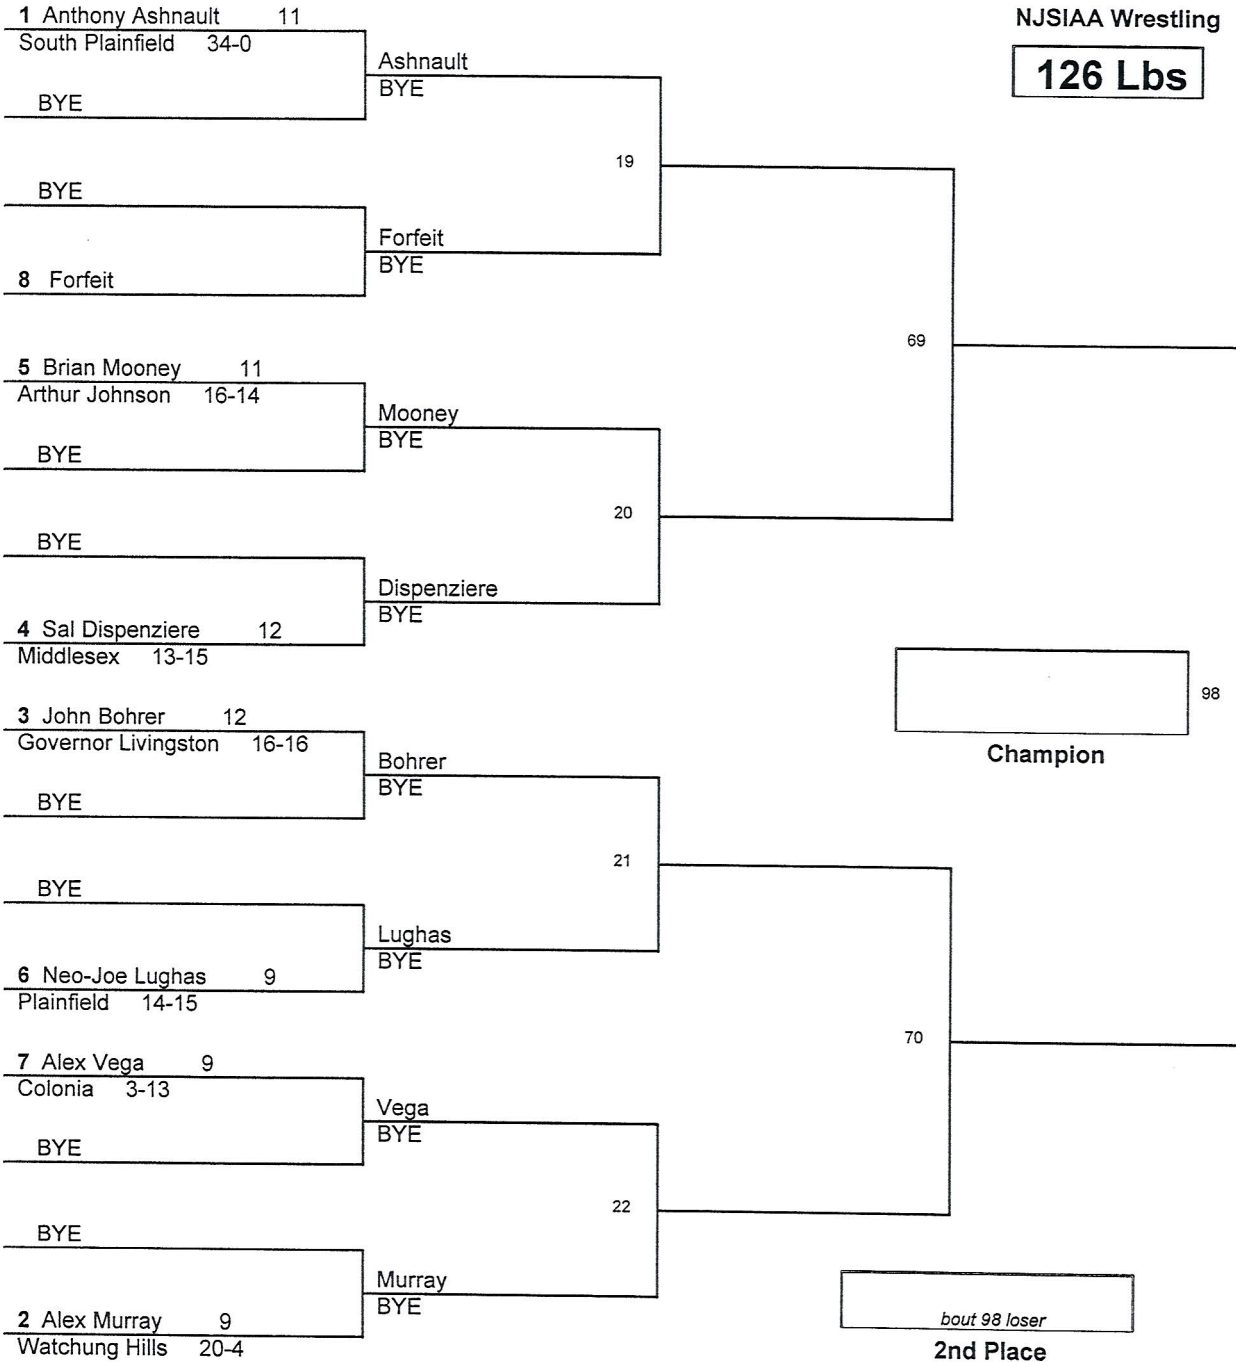 1 Anthony Ashnault 11
NJSIAA Wrestling
South Plainfield 34-0
126 Lbs
Ashnault
BYE
BYE
19
BYE
Forfeit
BYE
8 Forfeit
69
5 Brian Mooney 11
Arthur Johnson 16-14
Mooney
BYE
BYE
20
BYE
Dispenziere
BYE
4 Sal Dispenziere 12
Middlesex 13-15
98
Champion
3 John Bohrer 12
Governor Livingston 16-16
Bohrer
BYE
BYE
21
BYE
Lughas
BYE
6 Neo-Joe Lughas 9
Plainfield 14-15
70
7 Alex Vega 9
Colonia 3-13
Vega
BYE
BYE
22
BYE
Murray
BYE
2 Alex Murray 9
Watchung Hills 20-4
bout 98 loser
2nd Place